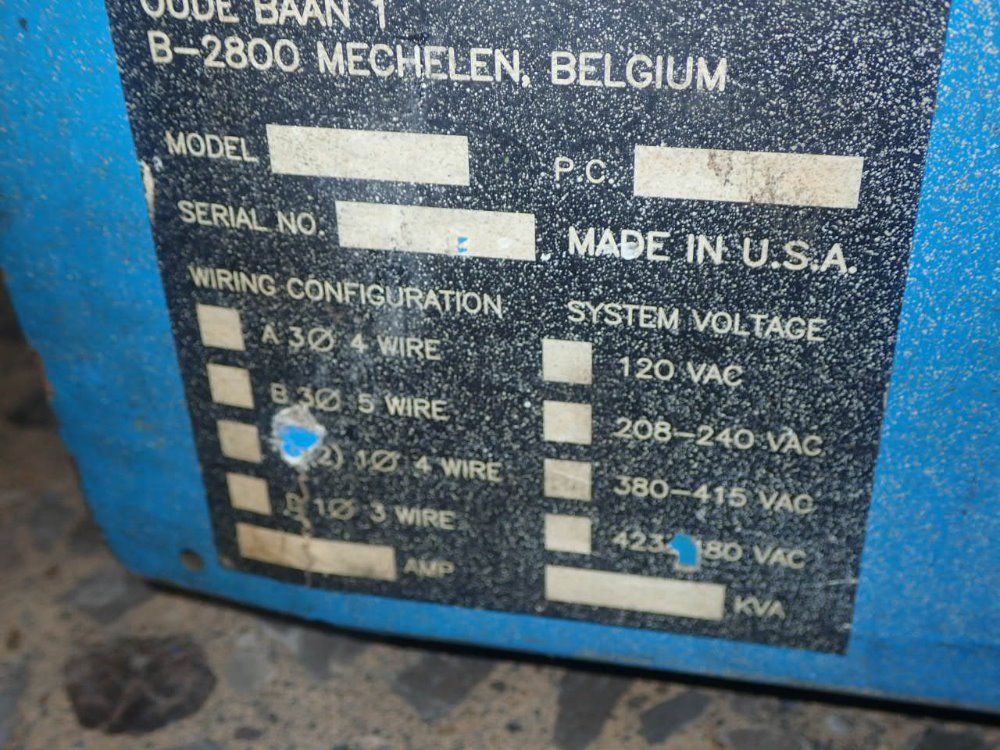 OUDE BAAN 1
B-2800 MECHELEN, BELGIUM
MODEL
P.C.
SERIAL NO.
MADE IN U.S.A.
WIRING CONFIGURATION
A 3Ø 4 WIRE
B 3Ø 5 WIRE
2) 1Ø 4 WIRE
D 1Ø 3 WIRE
AMP
SYSTEM VOLTAGE
120 VAC
208-240 VAC
380-415 VAC
423- 80 VAC
KVA